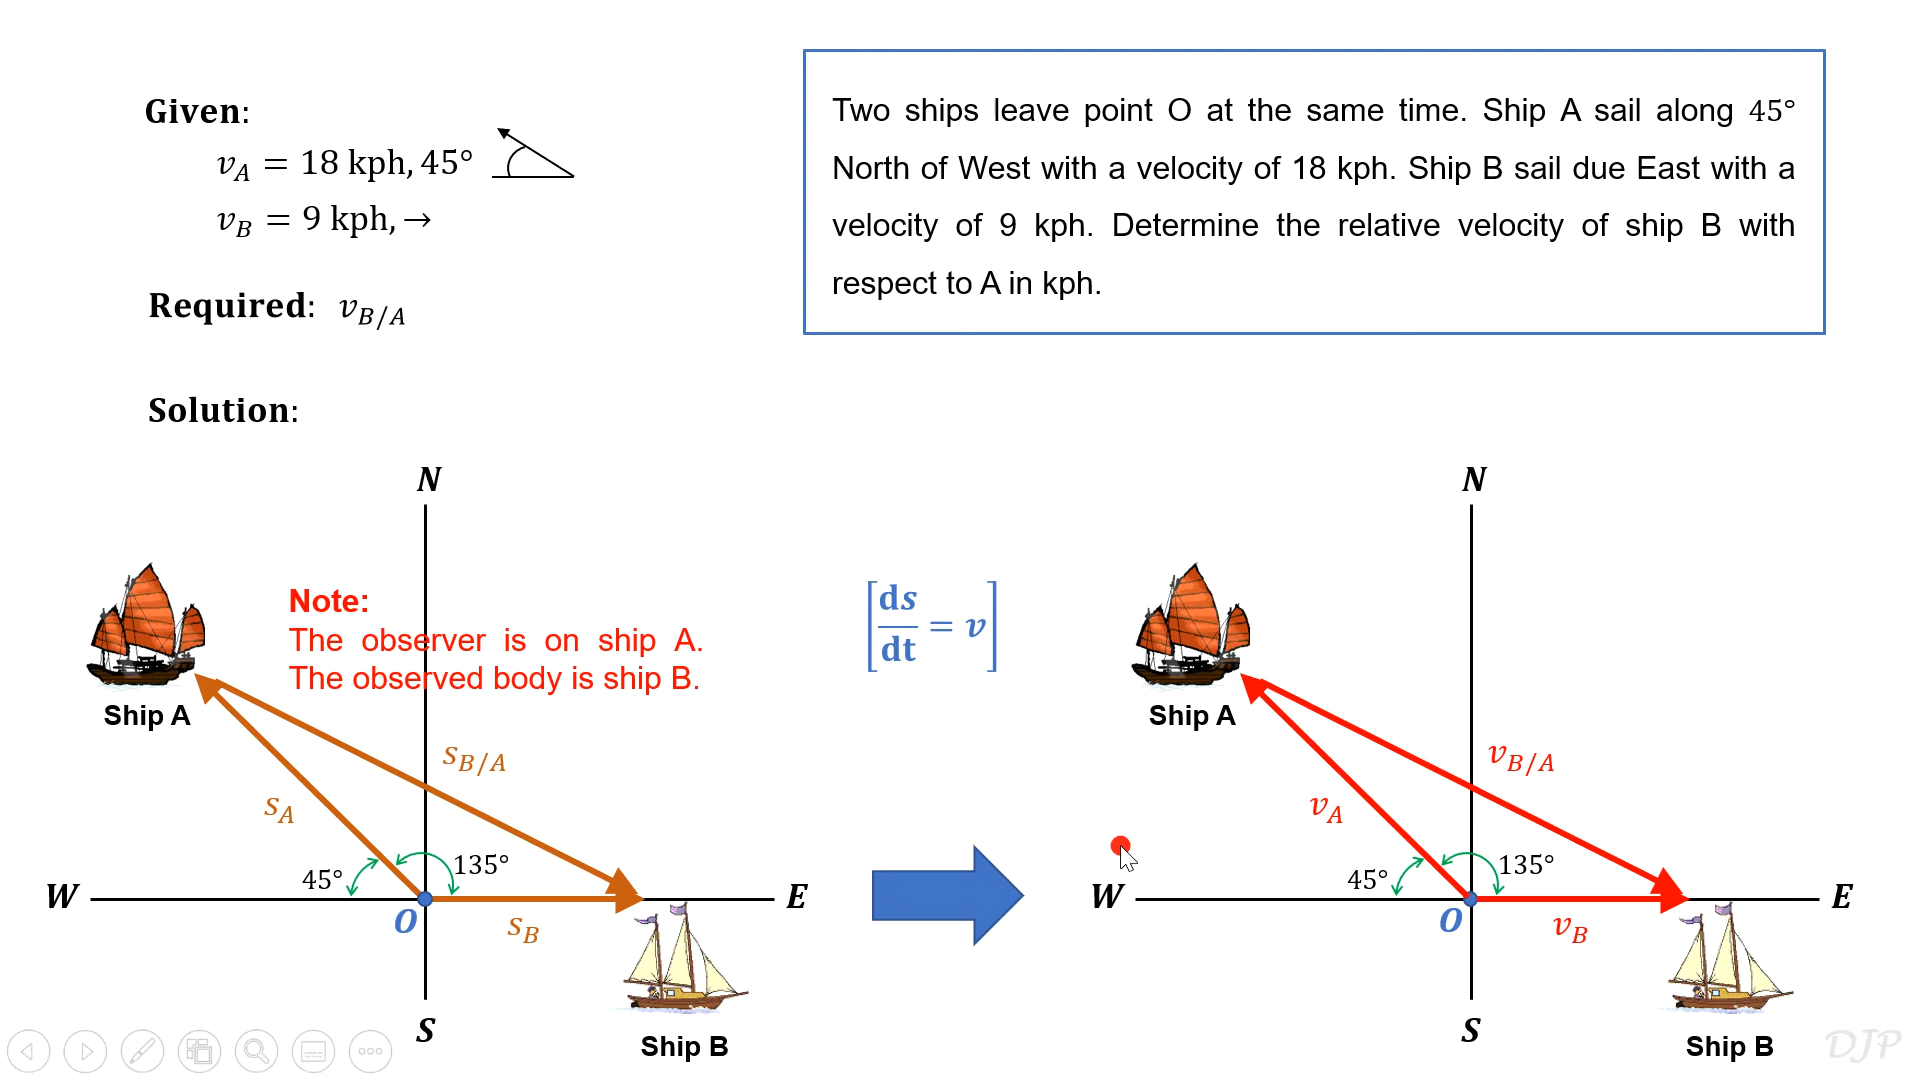 Given:
v_A = 18 kph, 45°
v_B = 9 kph, →
Required: v_B/A
Solution:
Two ships leave point O at the same time. Ship A sail along 45°
North of West with a velocity of 18 kph. Ship B sail due East with a
velocity of 9 kph. Determine the relative velocity of ship B with
respect to A in kph.
N
Note:
The observer is on ship A.
The observed body is ship B.
Ship A
s_B/A
s_A
45°
135°
W
E
O
s_B
S
Ship B
[ds/dt = v]
N
Ship A
v_B/A
v_A
45°
135°
W
E
O
v_B
S
Ship B
DJP